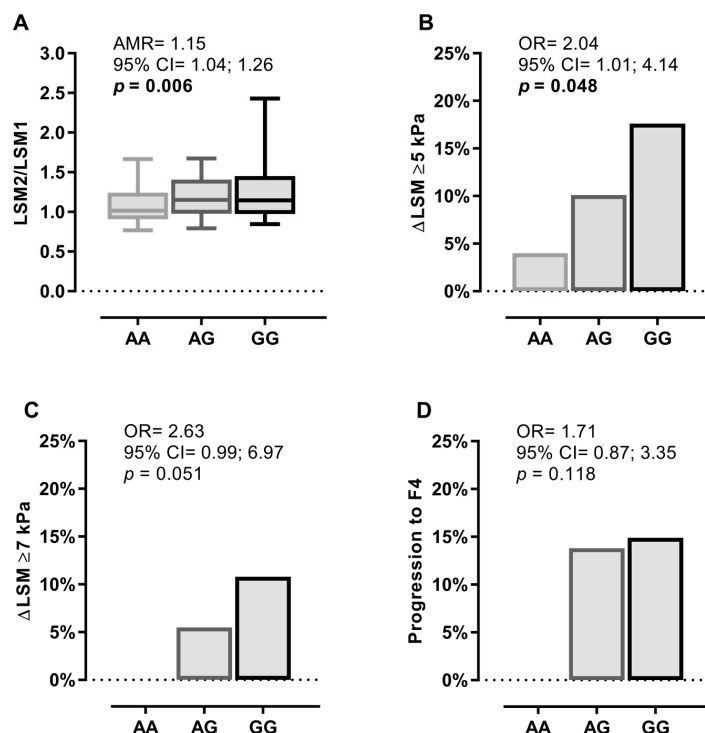 A
AMR= 1.15
95% CI= 1.04; 1.26
p = 0.006
LSM2/LSM1
3.0
2.5
2.0
1.5
1.0
0.5
0.0
AA AG GG
B
OR= 2.04
95% CI= 1.01; 4.14
p = 0.048
ΔLSM ≥5 kPa
25%
20%
15%
10%
5%
0%
AA AG GG
C
OR= 2.63
95% CI= 0.99; 6.97
p = 0.051
ΔLSM ≥7 kPa
25%
20%
15%
10%
5%
0%
AA AG GG
D
OR= 1.71
95% CI= 0.87; 3.35
p = 0.118
Progression to F4
25%
20%
15%
10%
5%
0%
AA AG GG